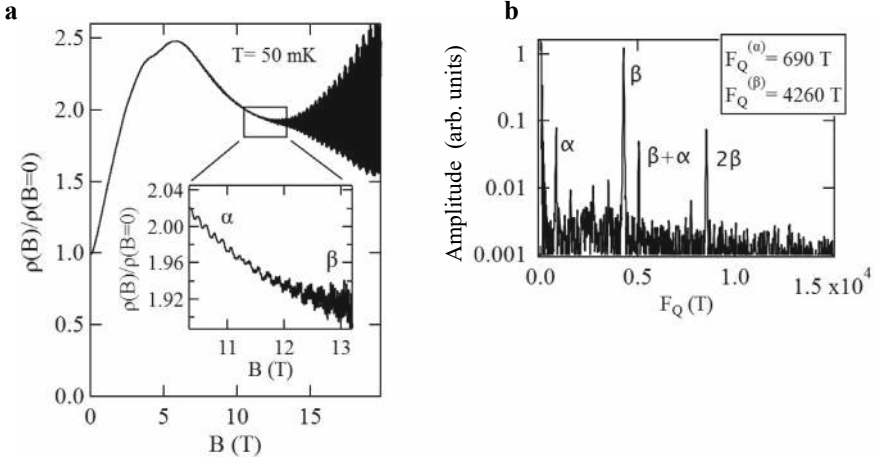 a
2.5
2.0
1.5
1.0
0.5
0.0
ρ(B)/ρ(B=0)
T= 50 mK
2.04
2.00
1.96
1.92
ρ(B)/ρ(B=0)
α
β
11
12
13
B (T)
0
5
10
15
B (T)
b
Amplitude (arb. units)
1
0.1
0.01
0.001
F_Q^(α) = 690 T
F_Q^(β) = 4260 T
α
β
β+α
2β
0.0
0.5
1.0
1.5 x10⁴
F_Q (T)